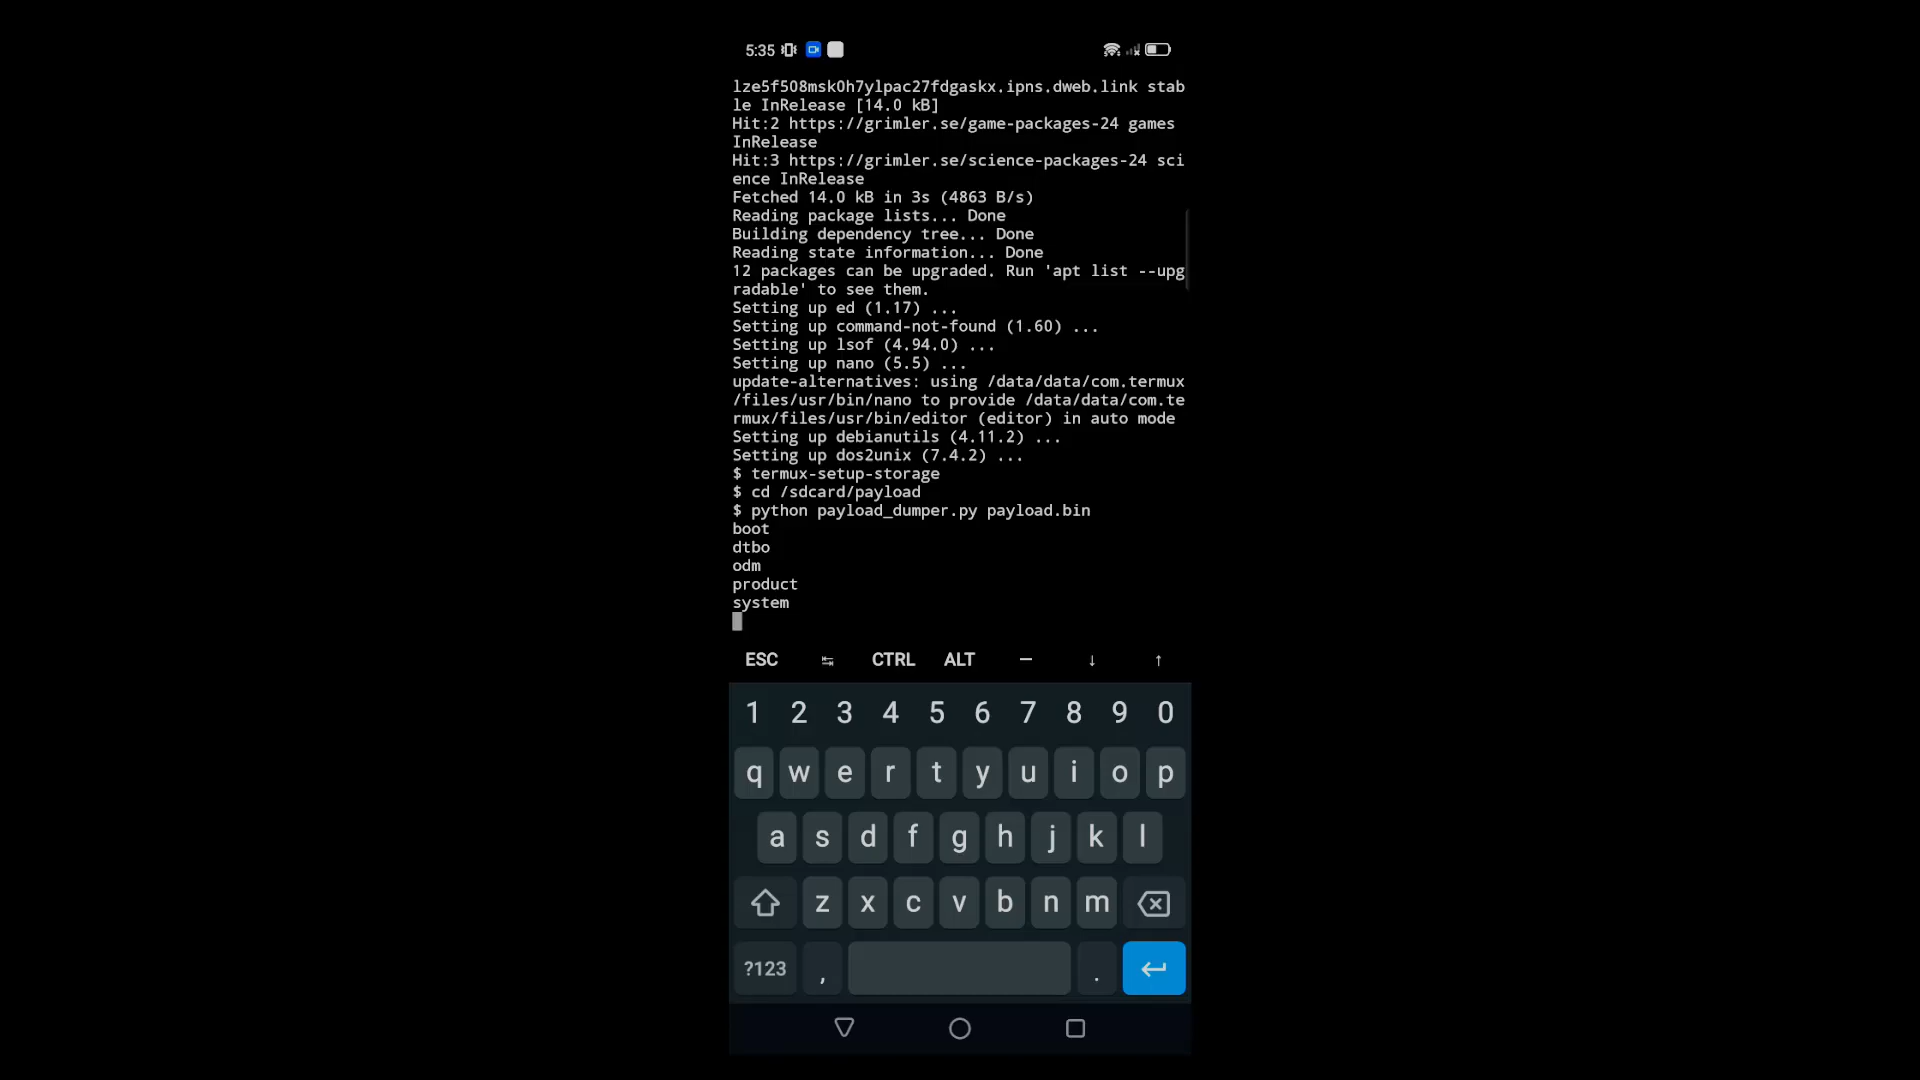 5:35
lze5f508msk0h7ylpac27fdgaskx.ipns.dweb.link stab
le InRelease [14.0 kB]
Hit:2 https://grimler.se/game-packages-24 games
InRelease
Hit:3 https://grimler.se/science-packages-24 sci
ence InRelease
Fetched 14.0 kB in 3s (4863 B/s)
Reading package lists... Done
Building dependency tree... Done
Reading state information... Done
12 packages can be upgraded. Run 'apt list --upg
radable' to see them.
Setting up ed (1.17) ...
Setting up command-not-found (1.60) ...
Setting up lsof (4.94.0) ...
Setting up nano (5.5) ...
update-alternatives: using /data/data/com.termux
/files/usr/bin/nano to provide /data/data/com.te
rmux/files/usr/bin/editor (editor) in auto mode
Setting up debianutils (4.11.2) ...
Setting up dos2unix (7.4.2) ...
$ termux-setup-storage
$ cd /sdcard/payload
$ python payload_dumper.py payload.bin
boot
dtbo
odm
product
system
ESC ↹ CTRL ALT — ↓ ↑
1 2 3 4 5 6 7 8 9 0
q w e r t y u i o p
a s d f g h j k l
z x c v b n m
?123 , .